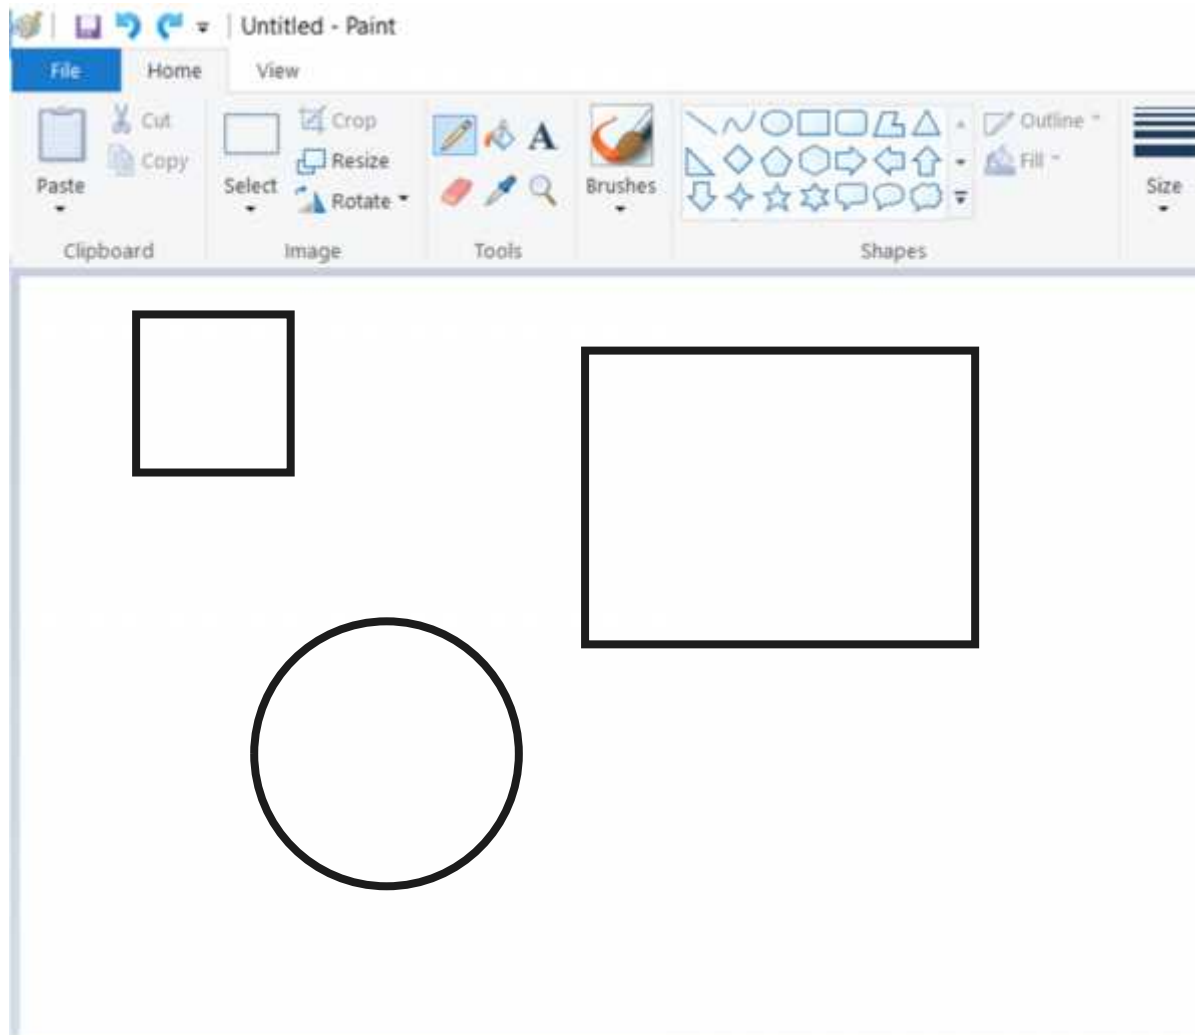 Untitled - Paint
File Home View
Cut Crop Outline
Copy Resize Fill
Paste Select Rotate Brushes Size
Clipboard Image Tools Shapes